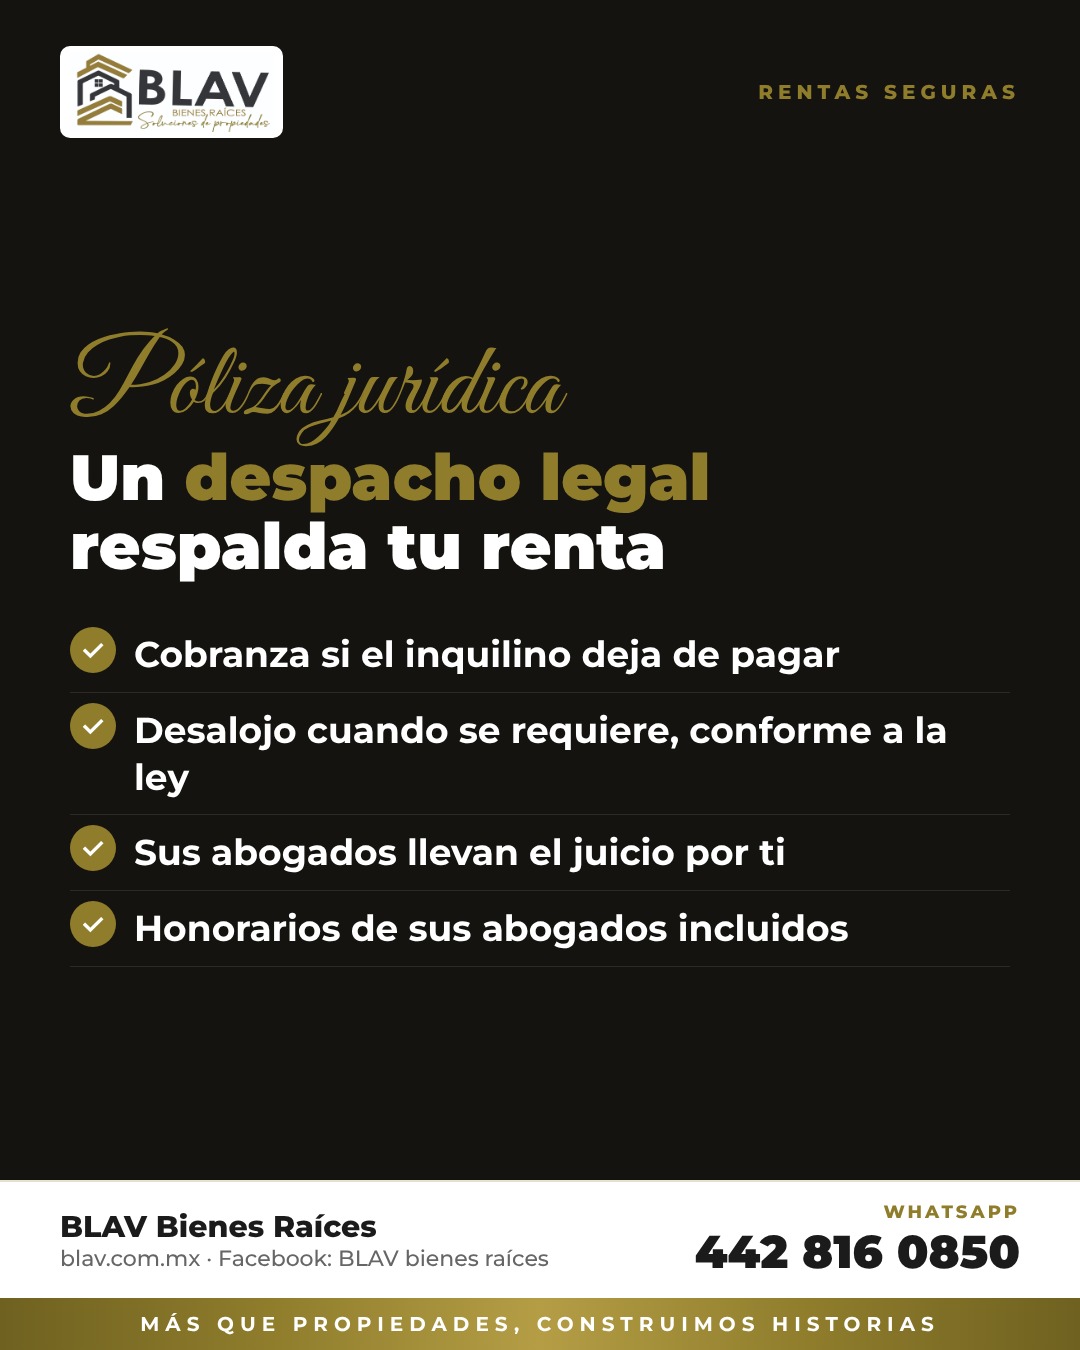 BLAV
BIENES RAÍCES
Soluciones de propiedades
RENTAS SEGURAS
Póliza jurídica
Un despacho legal
respalda tu renta
Cobranza si el inquilino deja de pagar
Desalojo cuando se requiere, conforme a la
ley
Sus abogados llevan el juicio por ti
Honorarios de sus abogados incluidos
BLAV Bienes Raíces
blav.com.mx · Facebook: BLAV bienes raíces
WHATSAPP
442 816 0850
MÁS QUE PROPIEDADES, CONSTRUIMOS HISTORIAS